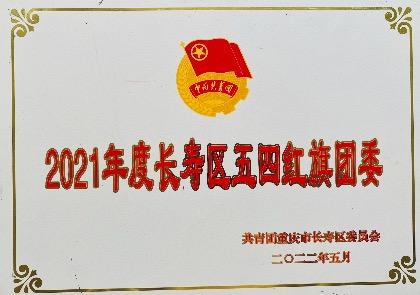 中国共青团
2021年度长寿区五四红旗团委
共青团重庆市长寿区委员会
二〇二二年五月